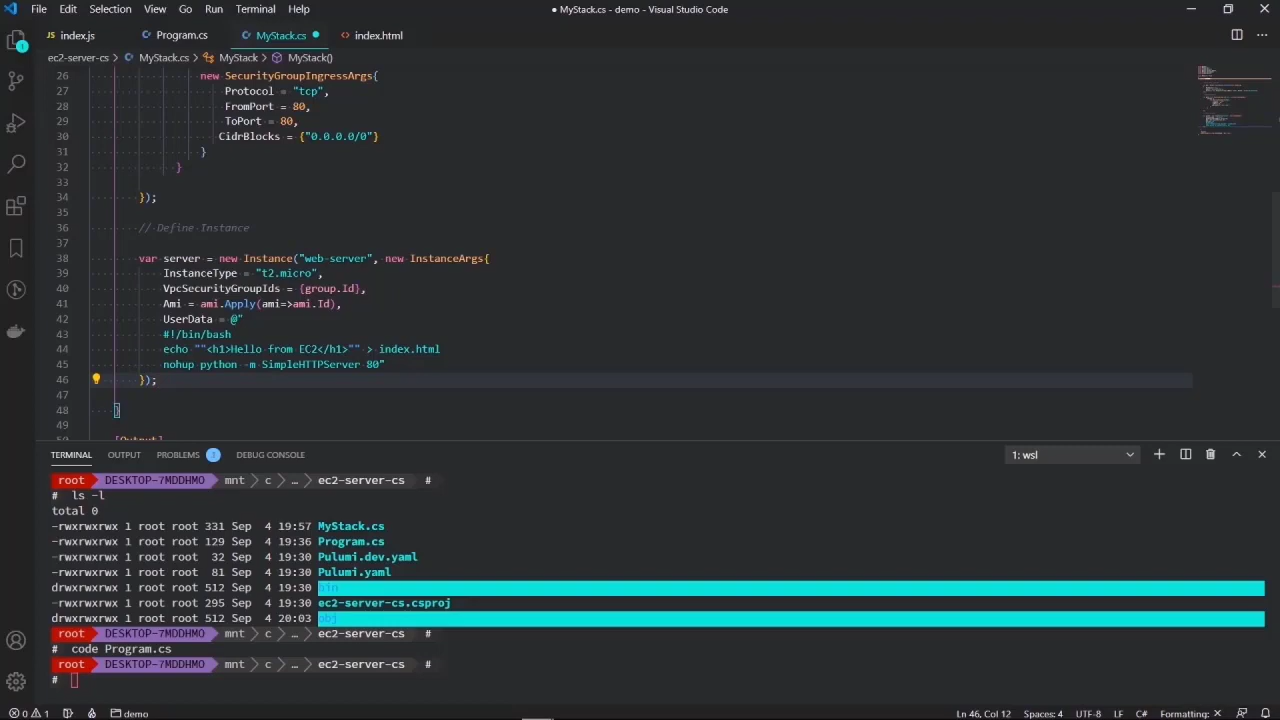 File Edit Selection View Go Run Terminal Help ● MyStack.cs - demo - Visual Studio Code
JS index.js Program.cs MyStack.cs ● <> index.html
ec2-server-cs > MyStack.cs > MyStack > MyStack()
26 new SecurityGroupIngressArgs{
27 Protocol = "tcp",
28 FromPort = 80,
29 ToPort = 80,
30 CidrBlocks = {"0.0.0.0/0"}
31 }
32 }
33
34 });
35
36 // Define Instance
37
38 var server = new Instance("web-server", new InstanceArgs{
39 InstanceType = "t2.micro",
40 VpcSecurityGroupIds = {group.Id},
41 Ami = ami.Apply(ami=>ami.Id),
42 UserData = @"
43 #!/bin/bash
44 echo ""<h1>Hello from EC2</h1>"" > index.html
45 nohup python -m SimpleHTTPServer 80"
46 });
47
48 }
49
50 [Output]
TERMINAL OUTPUT PROBLEMS 1 DEBUG CONSOLE 1: wsl
root DESKTOP-7MDDHMO mnt > c > … > ec2-server-cs #
# ls -l
total 0
-rwxrwxrwx 1 root root 331 Sep 4 19:57 MyStack.cs
-rwxrwxrwx 1 root root 129 Sep 4 19:36 Program.cs
-rwxrwxrwx 1 root root 32 Sep 4 19:30 Pulumi.dev.yaml
-rwxrwxrwx 1 root root 81 Sep 4 19:30 Pulumi.yaml
drwxrwxrwx 1 root root 512 Sep 4 19:30 bin
-rwxrwxrwx 1 root root 295 Sep 4 19:30 ec2-server-cs.csproj
drwxrwxrwx 1 root root 512 Sep 4 20:03 obj
root DESKTOP-7MDDHMO mnt > c > … > ec2-server-cs #
# code Program.cs
root DESKTOP-7MDDHMO mnt > c > … > ec2-server-cs #
#
0 1 demo Ln 46, Col 12 Spaces: 4 UTF-8 LF C# Formatting: ×